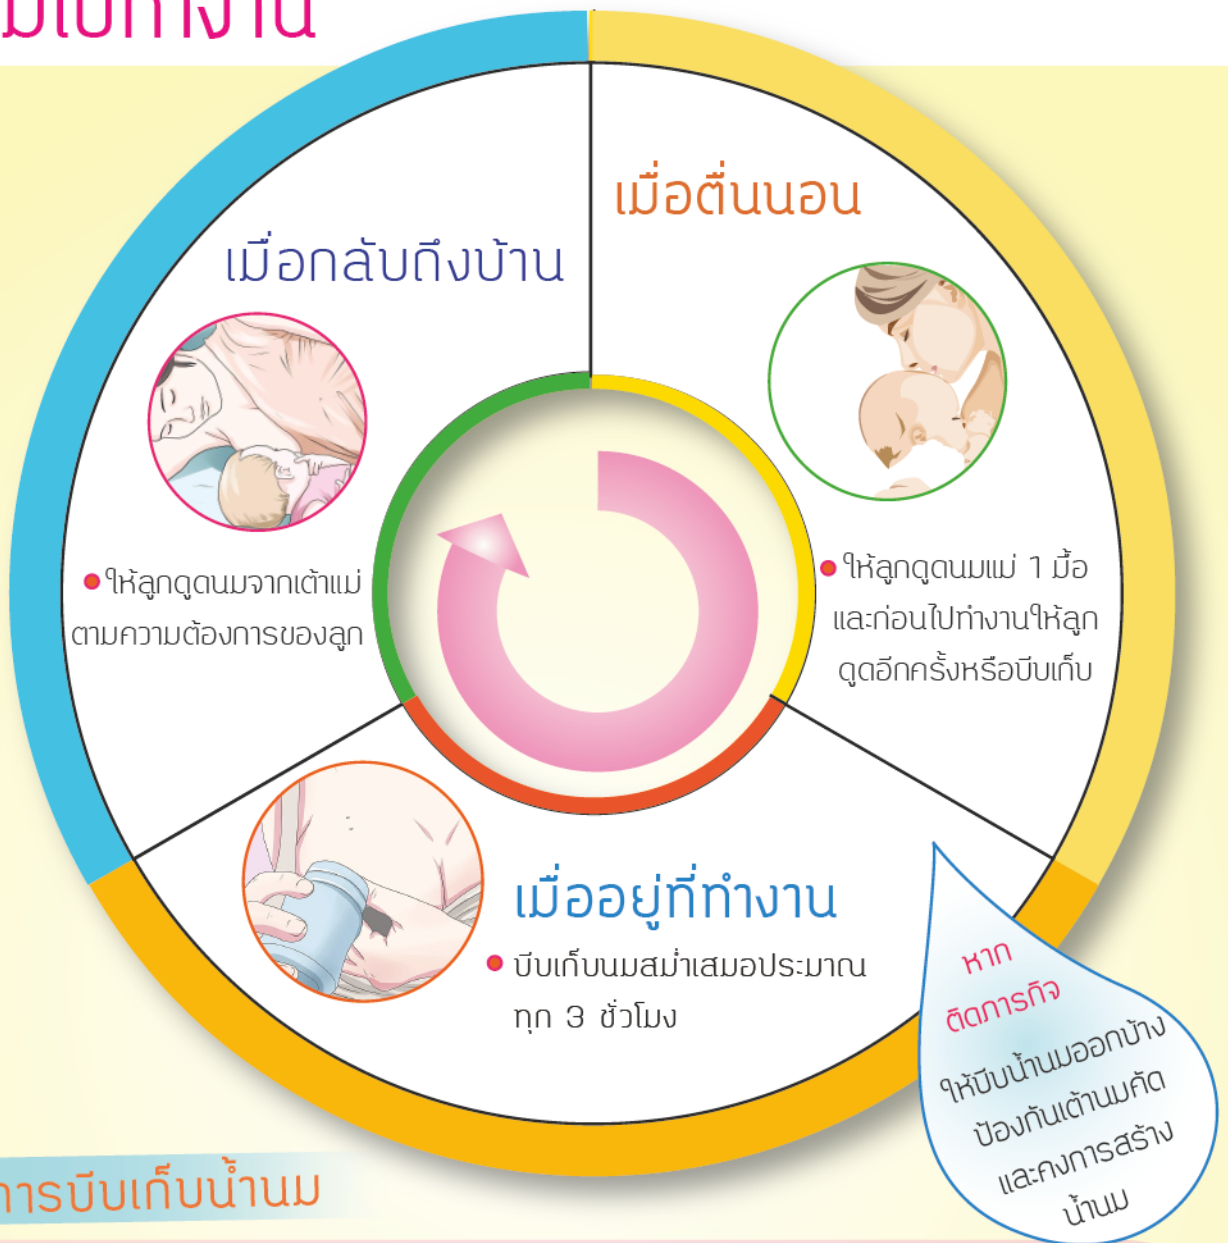 เมื่อตื่นนอน
ให้ลูกดูดนมแม่ 1 มื้อ
และก่อนไปทำงานให้ลูก
ดูดอีกครั้งหรือบีบเก็บ
เมื่ออยู่ที่ทำงาน
บีบเก็บนมสม่ำเสมอประมาณ
ทุก 3 ชั่วโมง
หาก
ติดภารกิจ
ให้บีบน้ำนมออกบ้าง
ป้องกันเต้านมคัด
และคงการสร้าง
น้ำนม
เมื่อกลับถึงบ้าน
ให้ลูกดูดนมจากเต้าแม่
ตามความต้องการของลูก
การบีบเก็บน้ำนม